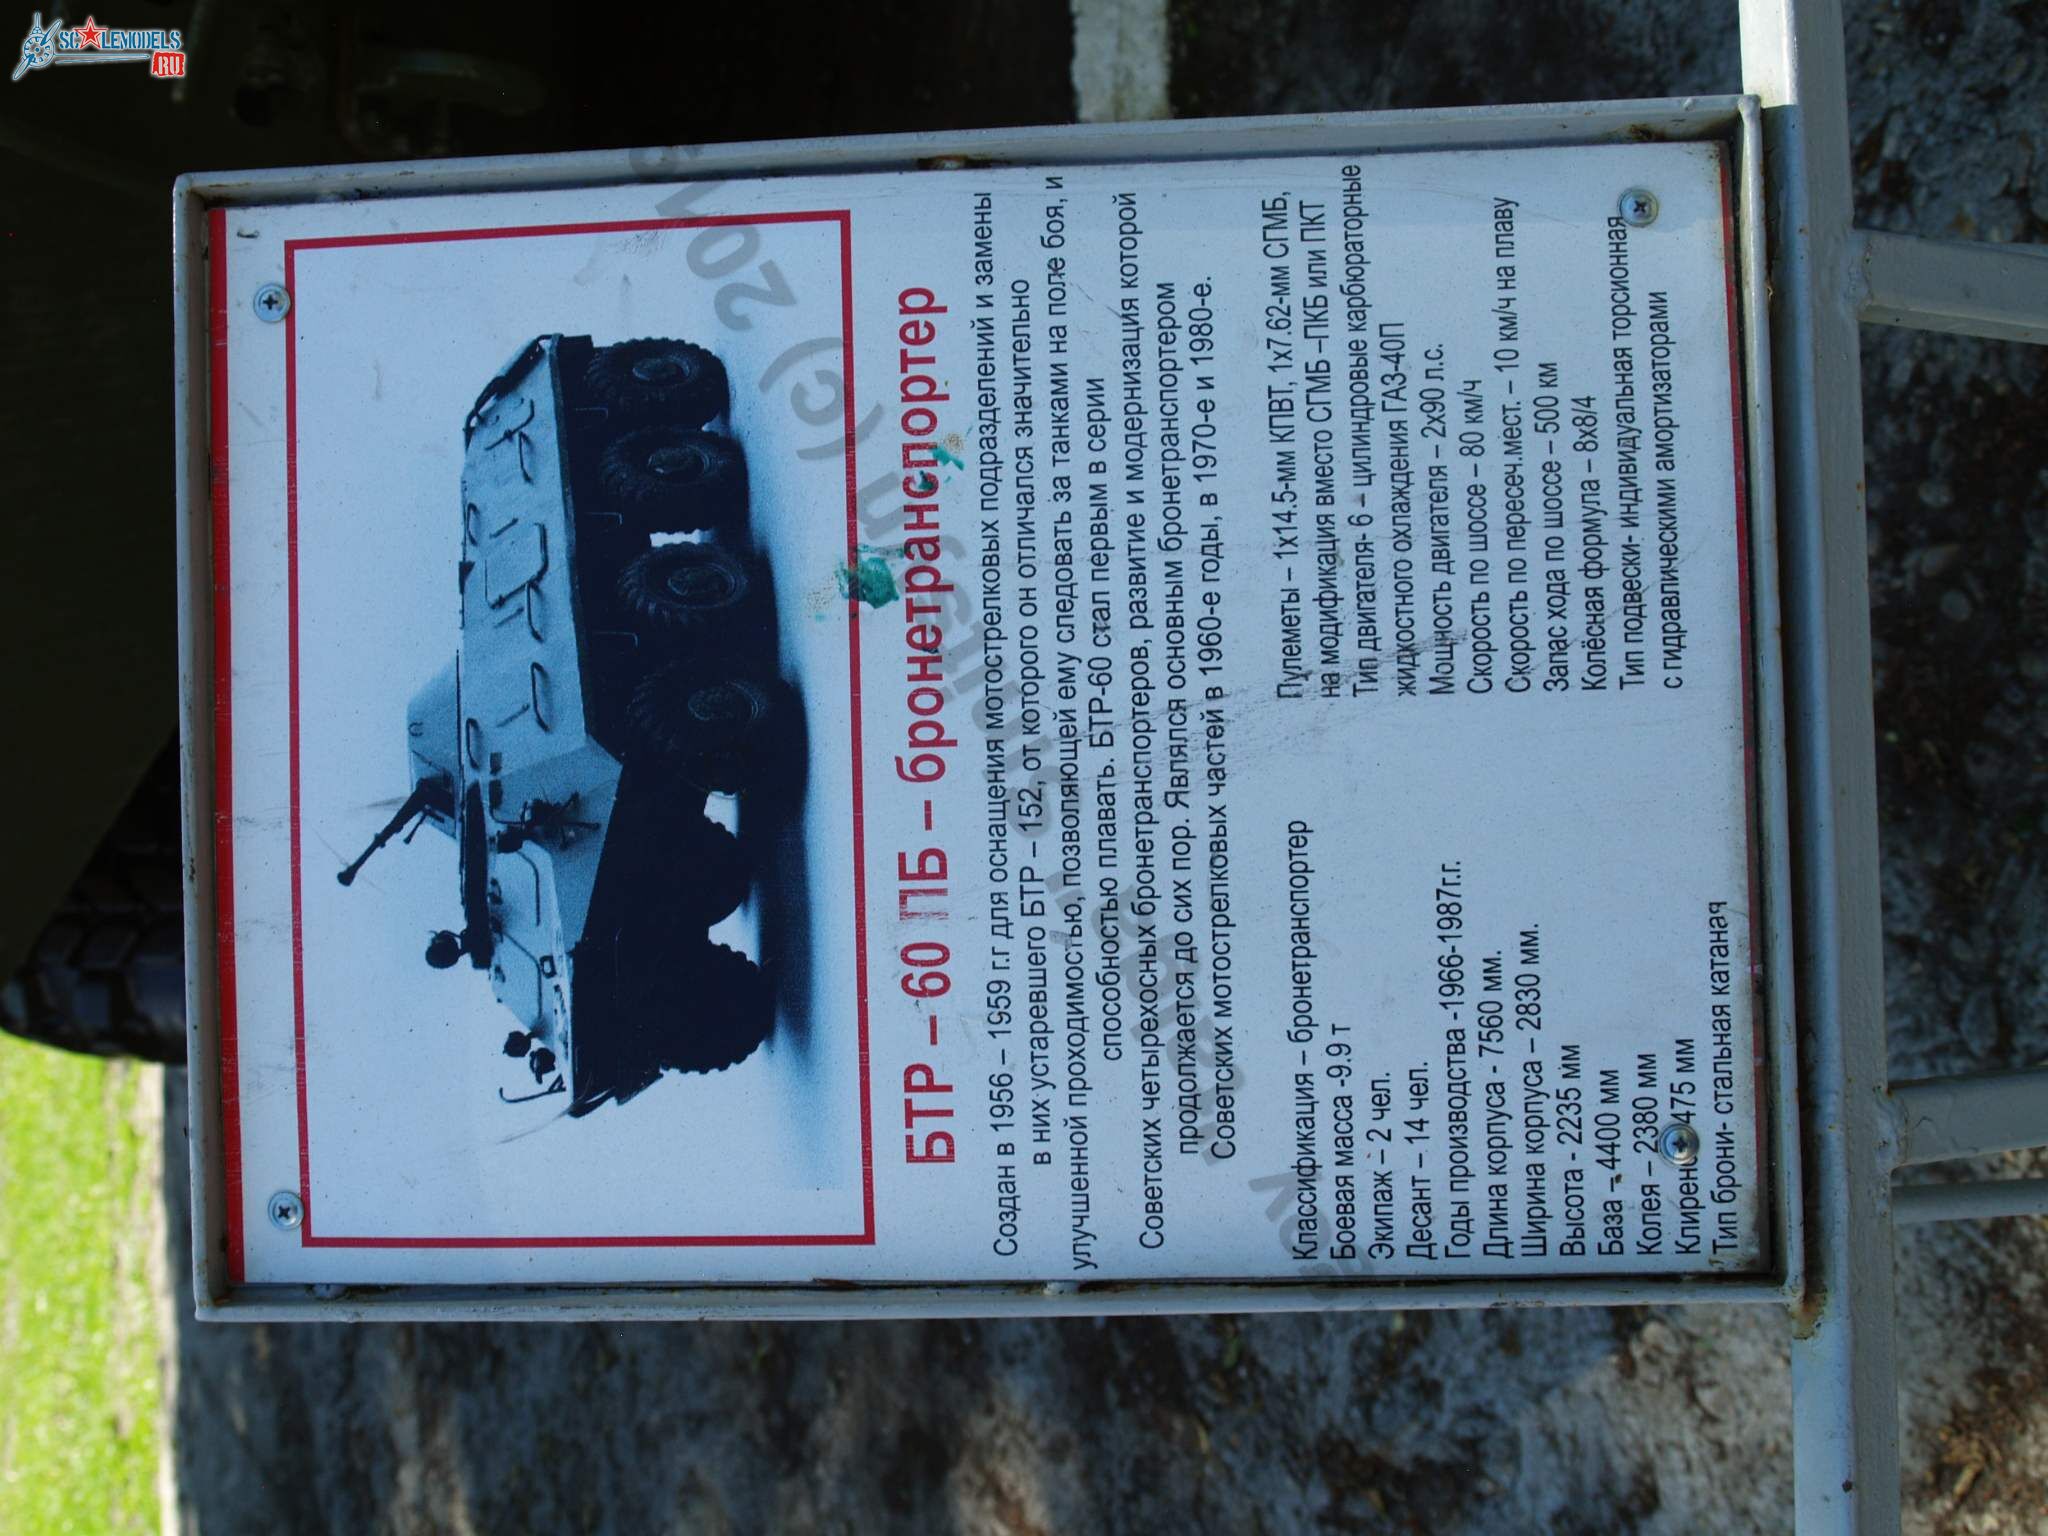 БТР – 60 ПБ – бронетранспортер
Создан в 1956 – 1959 г.г для оснащения мотострелковых подразделений и замены
в них устаревшего БТР – 152, от которого он отличался значительно
улучшенной проходимостью, позволяющей ему следовать за танками на поле боя, и
способностью плавать. БТР-60 стал первым в серии
Советских четырехосных бронетранспортеров, развитие и модернизация которой
продолжается до сих пор. Являлся основным бронетранспортером
Советских мотострелковых частей в 1960-е годы, в 1970-е и 1980-е.
Классификация – бронетранспортер
Боевая масса -9.9 т
Экипаж – 2 чел.
Десант – 14 чел.
Годы производства -1966-1987г.г.
Длина корпуса - 7560 мм.
Ширина корпуса – 2830 мм.
Высота - 2235 мм
База – 4400 мм
Колея – 2380 мм
475 мм
Тип брони- стальная катаная
Пулеметы – 1х14.5-мм КПВТ, 1х7.62-мм СГМБ,
на модификация вместо СГМБ –ПКБ или ПКТ
Тип двигателя- 6 – цилиндровые карбюраторные
жидкостного охлаждения ГАЗ-40П
Мощность двигателя – 2х90 л.с.
Скорость по шоссе – 80 км/ч
Скорость по пересеч.мест. – 10 км/ч на плаву
Запас хода по шоссе – 500 км
Колёсная формула – 8х8/4
Тип подвески- индивидуальная торсионная
с гидравлическими амортизаторами
SCALEMODELS
RU
(c) 201